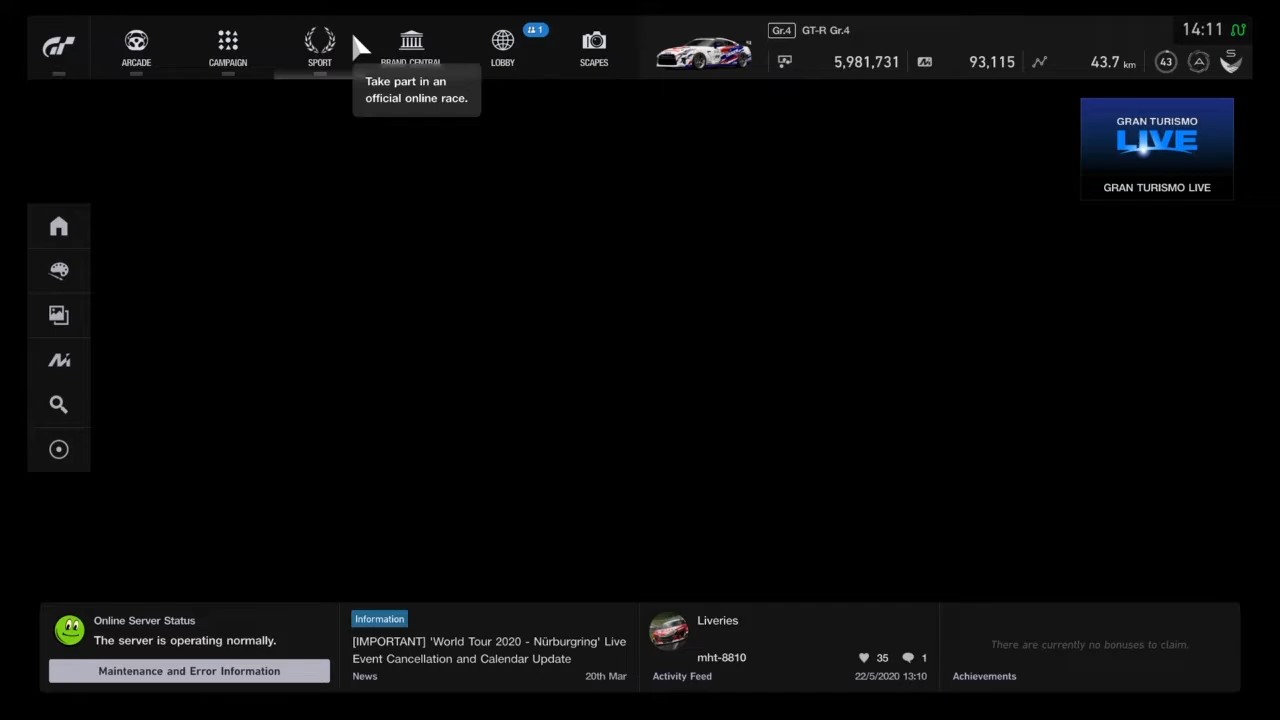 ARCADE
CAMPAIGN
SPORT
BRAND CENTRAL
1
LOBBY
SCAPES
Gr.4 GT-R Gr.4
14:11
5,981,731
93,115
43.7 km
43
S
Take part in an
official online race.
GRAN TURISMO
LIVE
GRAN TURISMO LIVE
Online Server Status
The server is operating normally.
Maintenance and Error Information
Information
[IMPORTANT] 'World Tour 2020 - Nürburgring' Live
Event Cancellation and Calendar Update
News 20th Mar
Liveries
mht-8810
35 1
Activity Feed 22/5/2020 13:10
There are currently no bonuses to claim.
Achievements